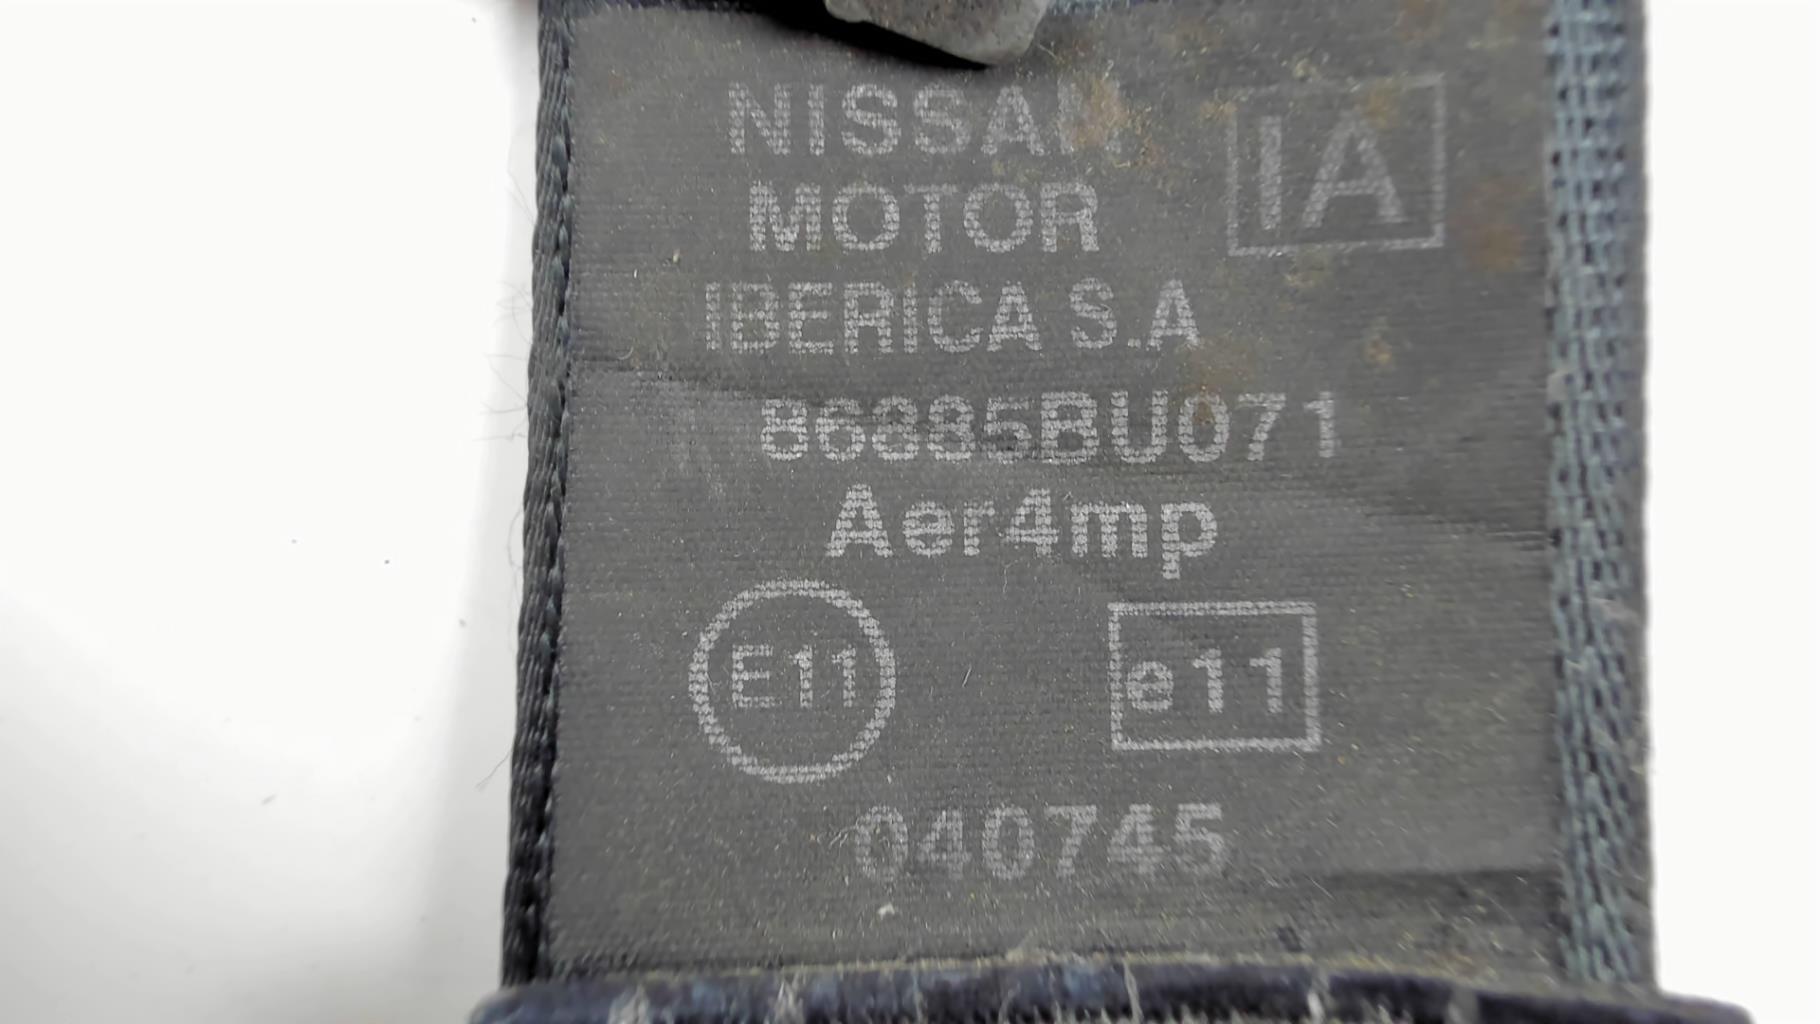 NISSAN
MOTOR
IA
IBERICA S.A
86885BU071
Aer4mp
E11
e11
040745